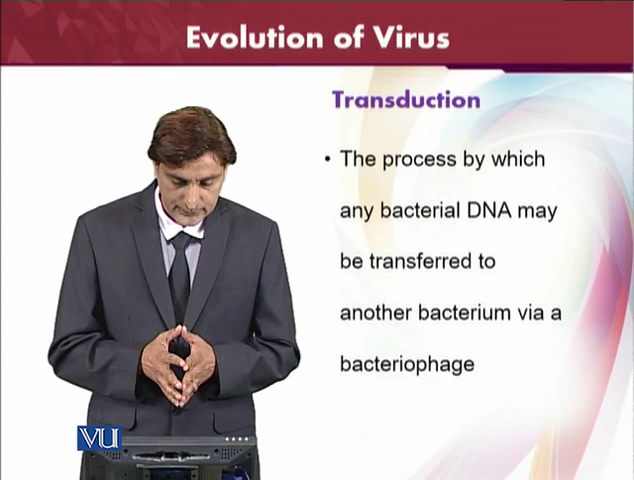 Evolution of Virus
Transduction
• The process by which
any bacterial DNA may
be transferred to
another bacterium via a
bacteriophage
VU